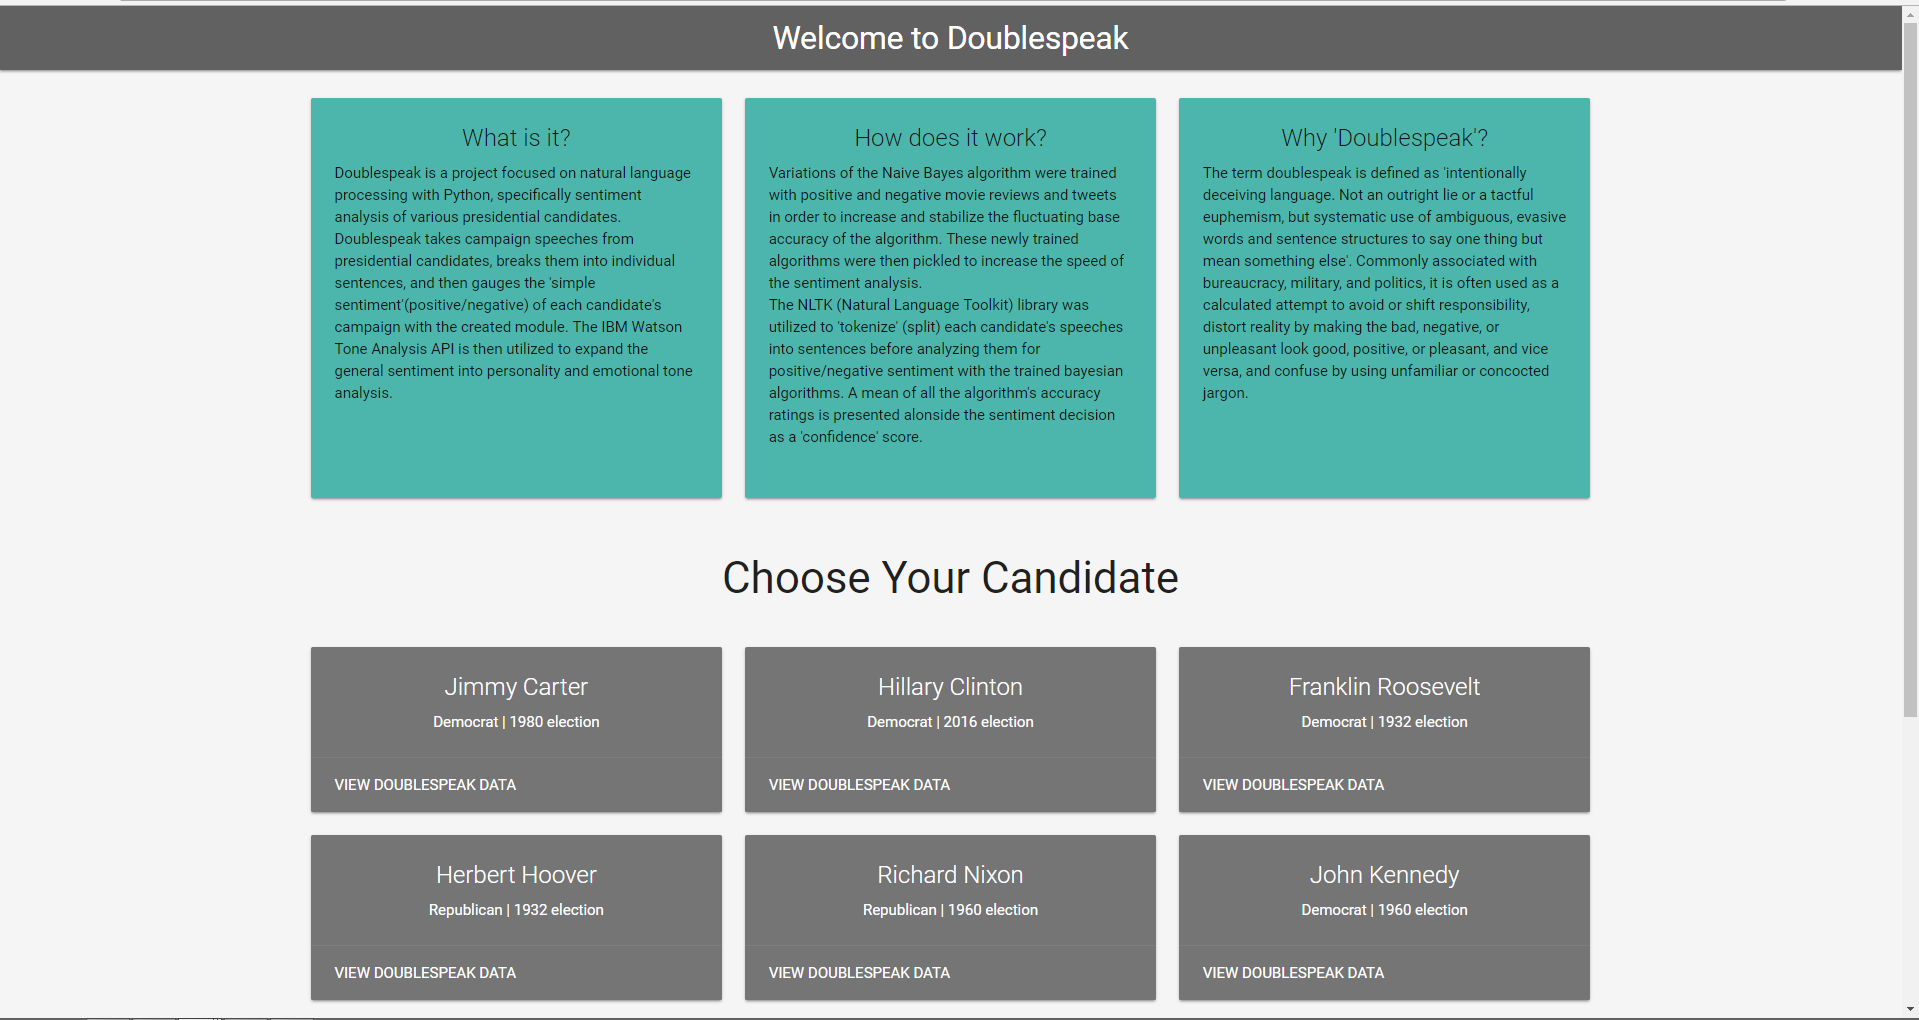 Welcome to Doublespeak
What is it?
Doublespeak is a project focused on natural language
processing with Python, specifically sentiment
analysis of various presidential candidates.
Doublespeak takes campaign speeches from
presidential candidates, breaks them into individual
sentences, and then gauges the 'simple
sentiment'(positive/negative) of each candidate's
campaign with the created module. The IBM Watson
Tone Analysis API is then utilized to expand the
general sentiment into personality and emotional tone
analysis.
How does it work?
Variations of the Naive Bayes algorithm were trained
with positive and negative movie reviews and tweets
in order to increase and stabilize the fluctuating base
accuracy of the algorithm. These newly trained
algorithms were then pickled to increase the speed of
the sentiment analysis.
The NLTK (Natural Language Toolkit) library was
utilized to 'tokenize' (split) each candidate's speeches
into sentences before analyzing them for
positive/negative sentiment with the trained bayesian
algorithms. A mean of all the algorithm's accuracy
ratings is presented alonside the sentiment decision
as a 'confidence' score.
Why 'Doublespeak'?
The term doublespeak is defined as 'intentionally
deceiving language. Not an outright lie or a tactful
euphemism, but systematic use of ambiguous, evasive
words and sentence structures to say one thing but
mean something else'. Commonly associated with
bureaucracy, military, and politics, it is often used as a
calculated attempt to avoid or shift responsibility,
distort reality by making the bad, negative, or
unpleasant look good, positive, or pleasant, and vice
versa, and confuse by using unfamiliar or concocted
jargon.
Choose Your Candidate
Jimmy Carter
Democrat | 1980 election
VIEW DOUBLESPEAK DATA
Hillary Clinton
Democrat | 2016 election
VIEW DOUBLESPEAK DATA
Franklin Roosevelt
Democrat | 1932 election
VIEW DOUBLESPEAK DATA
Herbert Hoover
Republican | 1932 election
VIEW DOUBLESPEAK DATA
Richard Nixon
Republican | 1960 election
VIEW DOUBLESPEAK DATA
John Kennedy
Democrat | 1960 election
VIEW DOUBLESPEAK DATA